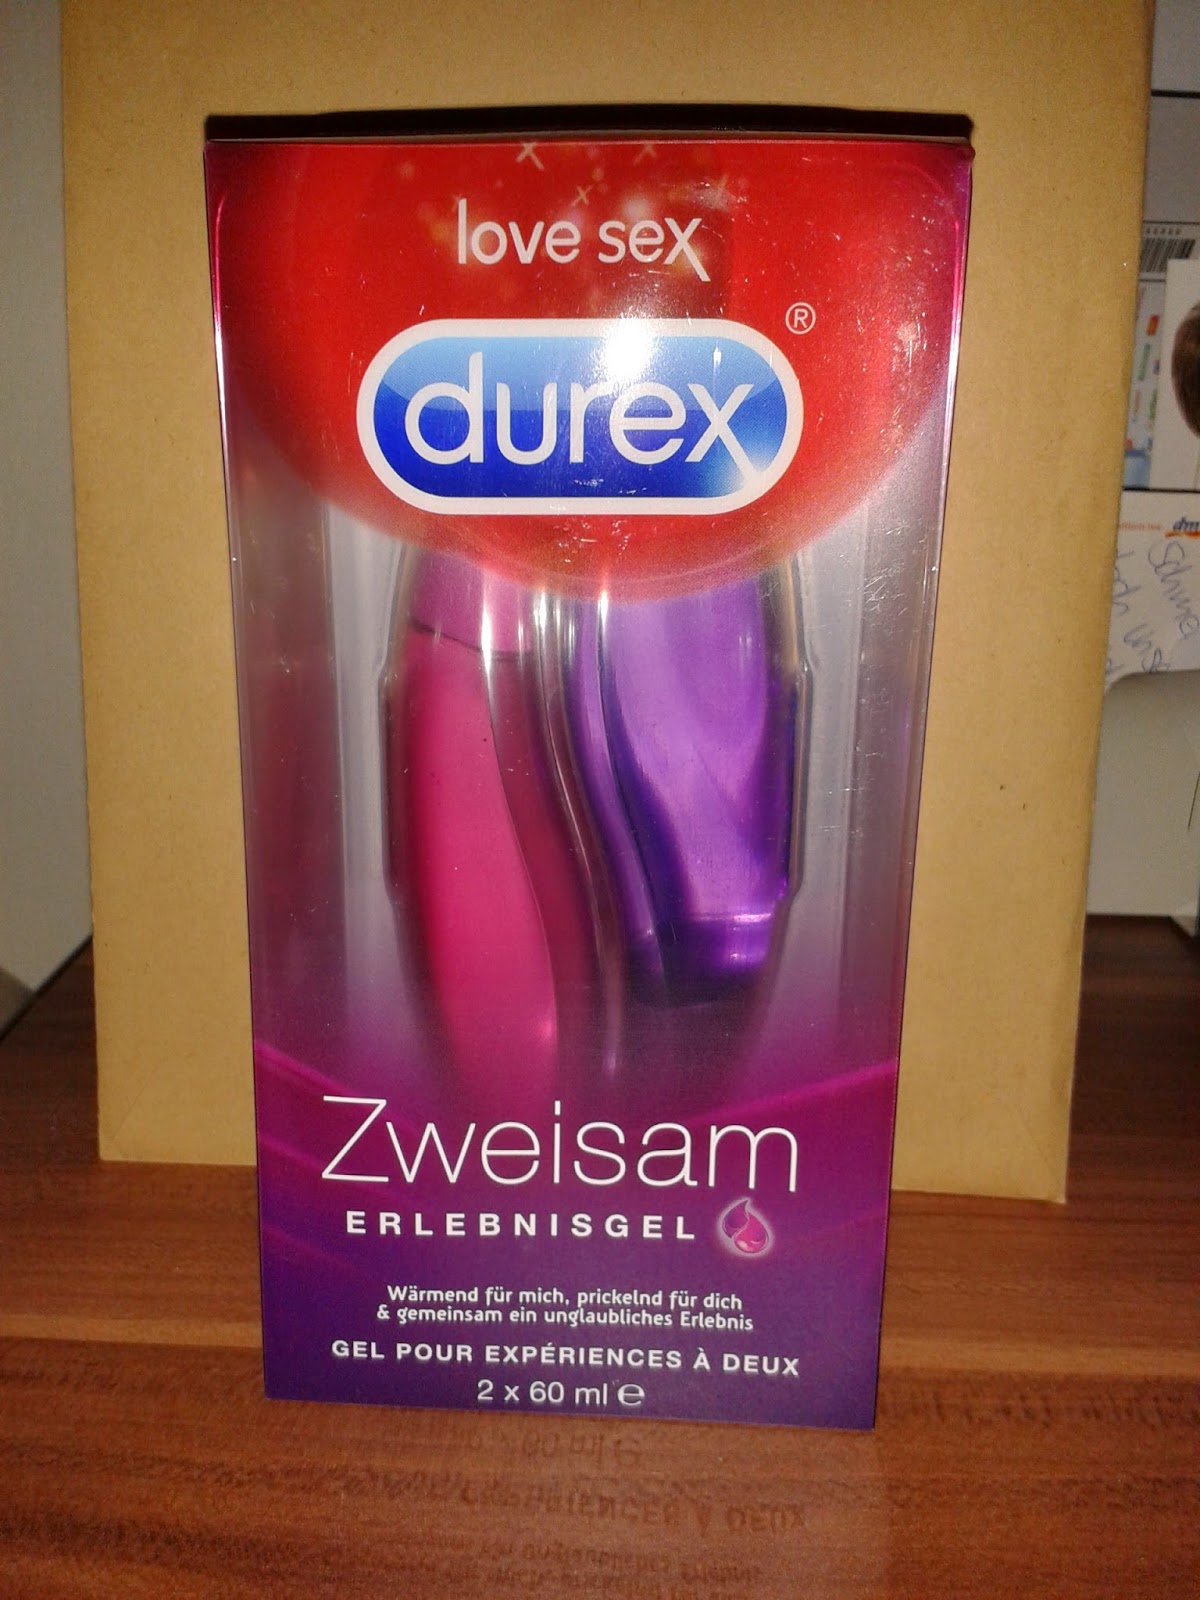 love sex
durex®
Zweisam
ERLEBNISGEL
Wärmend für mich, prickelnd für dich
& gemeinsam ein unglaubliches Erlebnis
GEL POUR EXPÉRIENCES À DEUX
2 x 60 ml ℮
dm